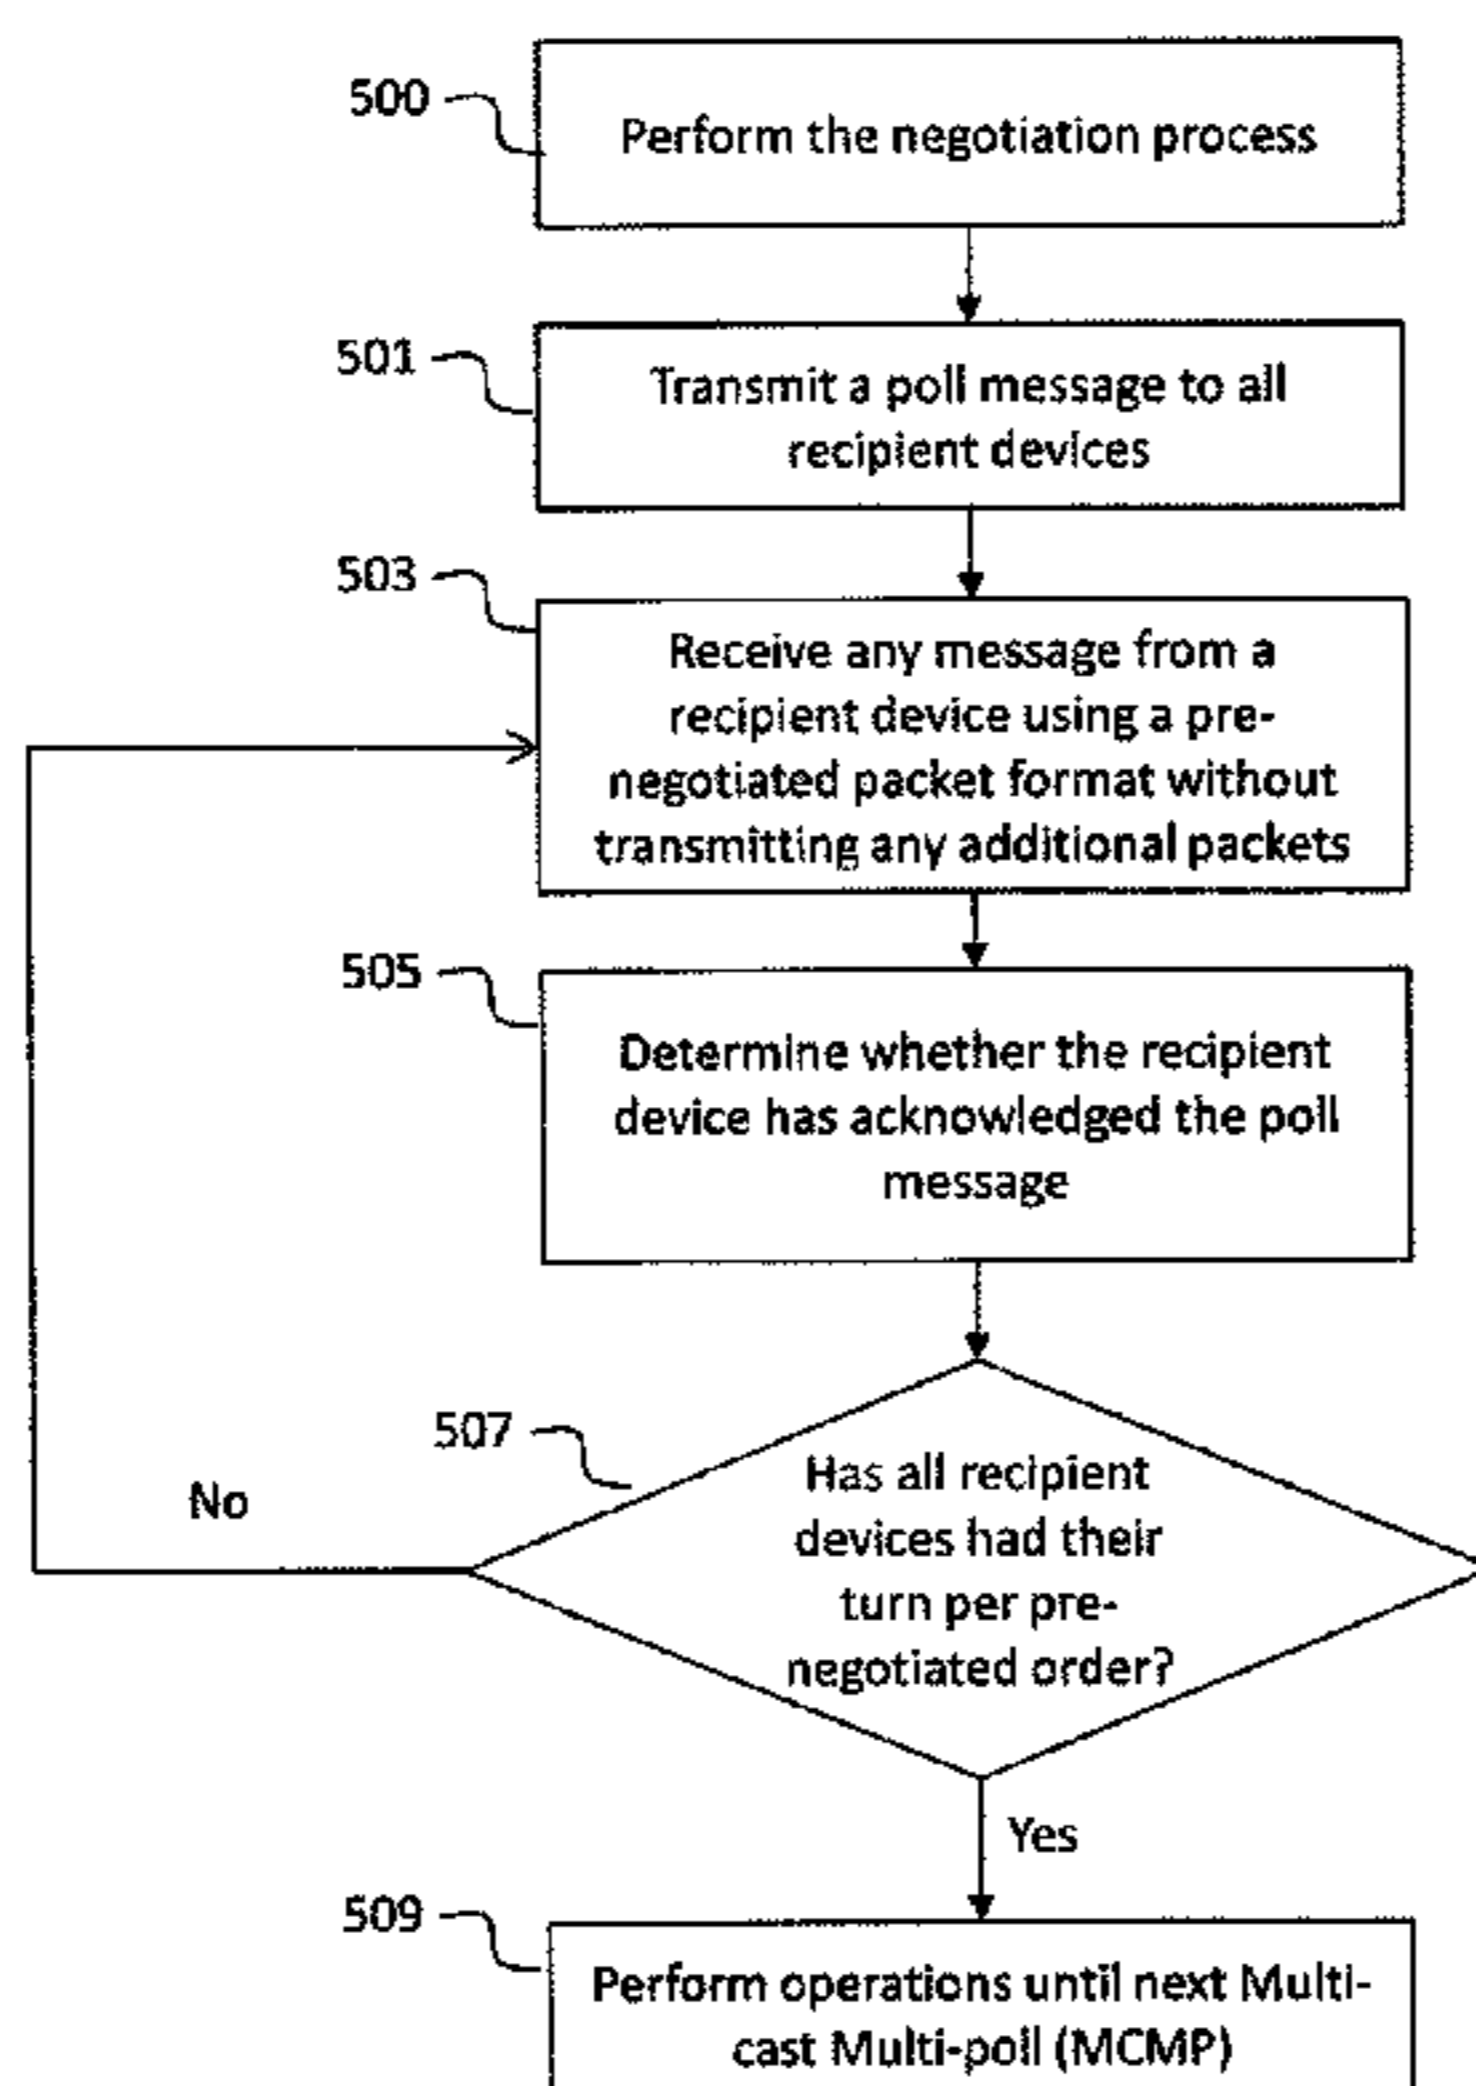 500
Perform the negotiation process
501
Transmit a poll message to all
recipient devices
503
Receive any message from a
recipient device using a pre-
negotiated packet format without
transmitting any additional packets
505
Determine whether the recipient
device has acknowledged the poll
message
507
Has all recipient
devices had their
turn per pre-
negotiated order?
No
Yes
509
Perform operations until next Multi-
cast Multi-poll (MCMP)